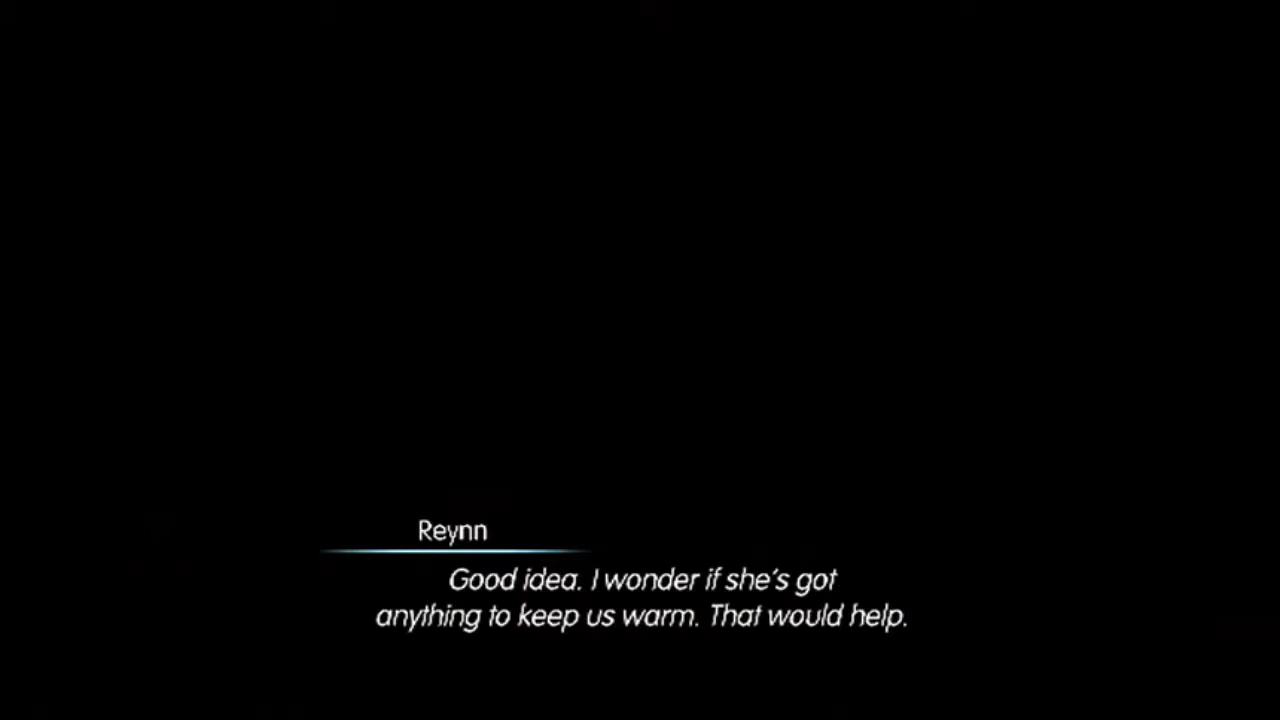 Reynn
Good idea. I wonder if she's got
anything to keep us warm. That would help.